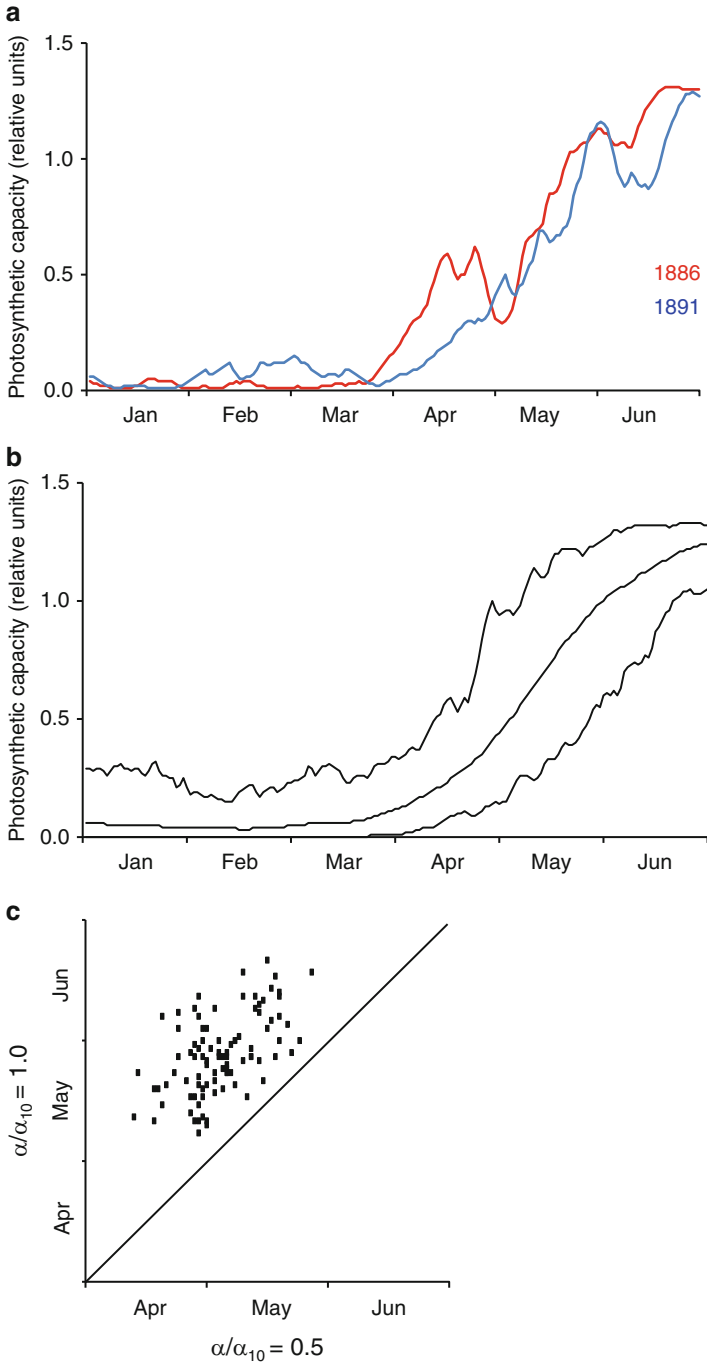 a
Photosynthetic capacity (relative units)
1.5
1.0
0.5
0.0
1886
1891
Jan Feb Mar Apr May Jun
b
Photosynthetic capacity (relative units)
1.5
1.0
0.5
0.0
Jan Feb Mar Apr May Jun
c
α/α10 = 1.0
Jun
May
Apr
Apr May Jun
α/α10 = 0.5